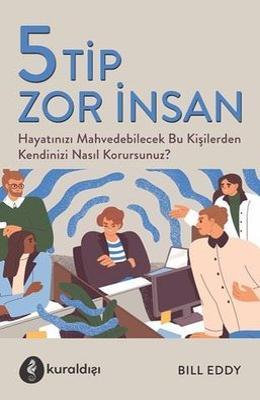 5 TİP
ZOR İNSAN
Hayatınızı Mahvedebilecek Bu Kişilerden
Kendinizi Nasıl Korursunuz?
kuraldışı
BILL EDDY